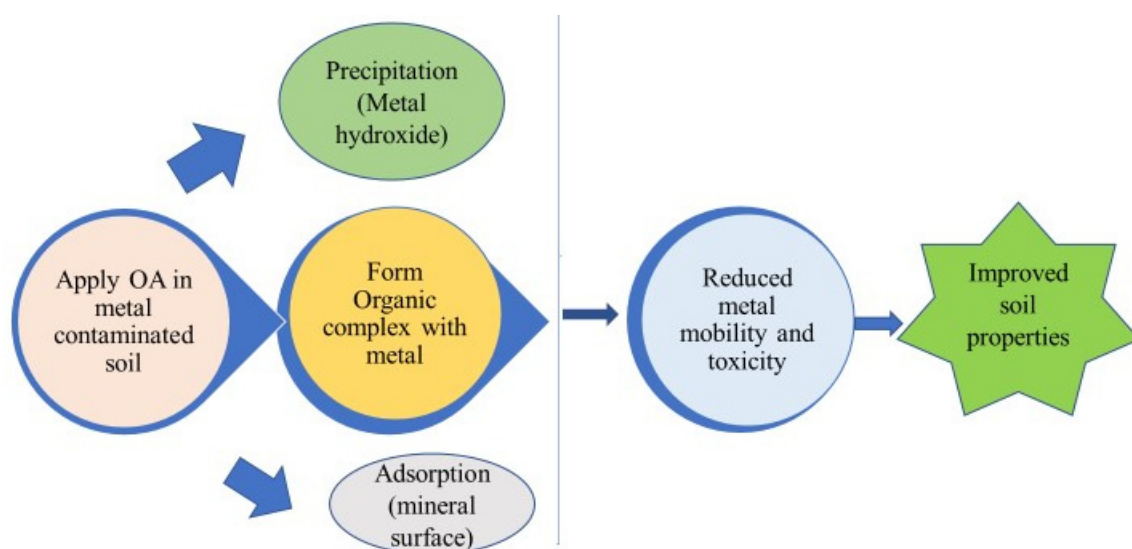 Precipitation
(Metal
hydroxide)
Apply OA in
metal
contaminated
soil
Form
Organic
complex with
metal
Adsorption
(mineral
surface)
Reduced
metal
mobility and
toxicity
Improved
soil
properties